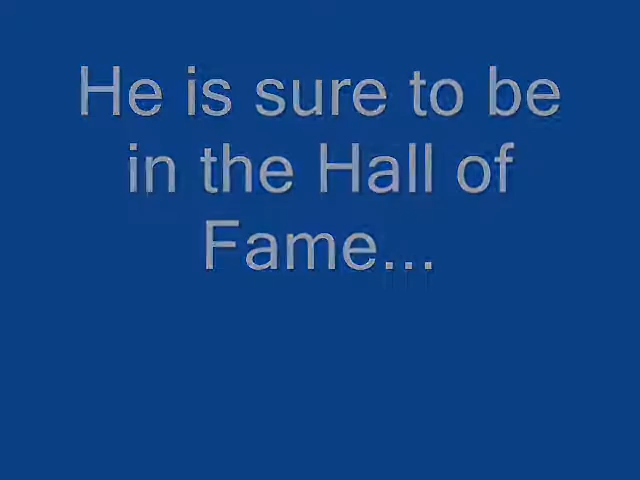 He is sure to be
in the Hall of
Fame...